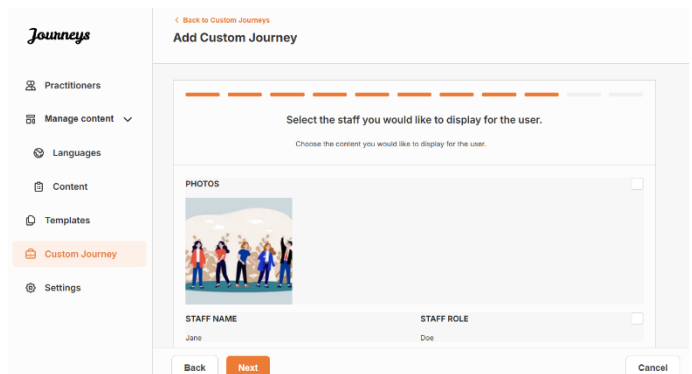 Journeys
Practitioners
Manage content
Languages
Content
Templates
Custom Journey
Settings
< Back to Custom Journeys
Add Custom Journey
Select the staff you would like to display for the user.
Choose the content you would like to display for the user.
PHOTOS
STAFF NAME STAFF ROLE
Jane Doe
Back Next Cancel